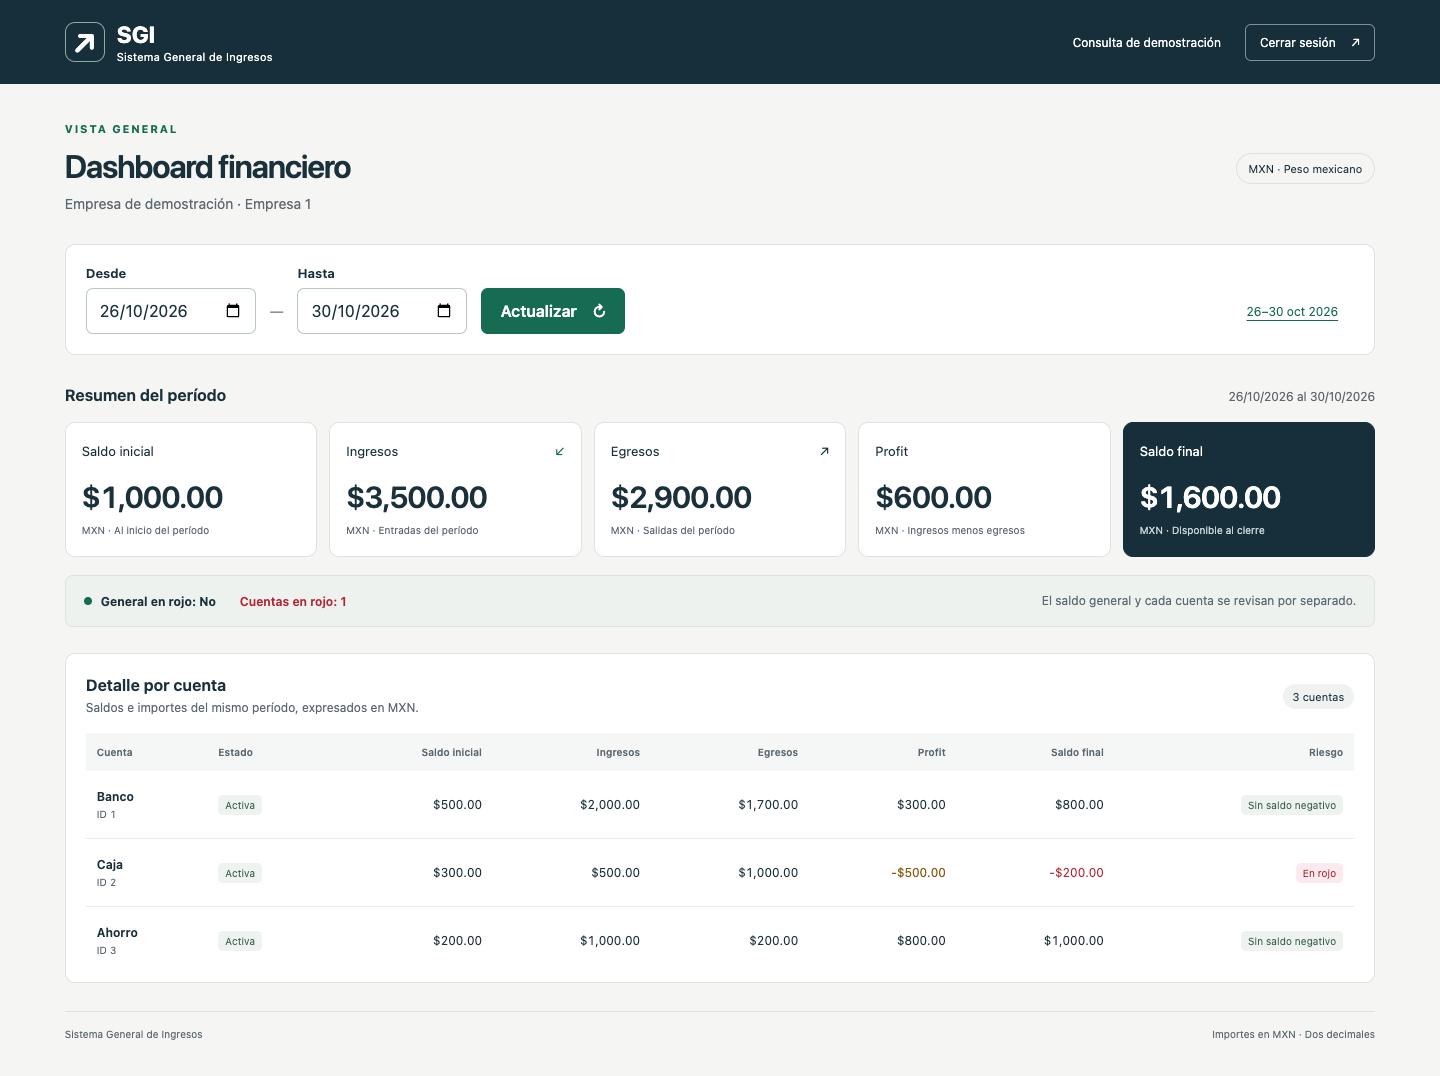 SGI
Sistema General de Ingresos
Consulta de demostración
Cerrar sesión
VISTA GENERAL
Dashboard financiero
MXN · Peso mexicano
Empresa de demostración · Empresa 1
Desde
Hasta
26/10/2026
—
30/10/2026
Actualizar
26–30 oct 2026
Resumen del período
26/10/2026 al 30/10/2026
Saldo inicial
$1,000.00
MXN · Al inicio del período
Ingresos
$3,500.00
MXN · Entradas del período
Egresos
$2,900.00
MXN · Salidas del período
Profit
$600.00
MXN · Ingresos menos egresos
Saldo final
$1,600.00
MXN · Disponible al cierre
General en rojo: No
Cuentas en rojo: 1
El saldo general y cada cuenta se revisan por separado.
Detalle por cuenta
Saldos e importes del mismo período, expresados en MXN.
3 cuentas
Cuenta Estado Saldo inicial Ingresos Egresos Profit Saldo final Riesgo
Banco
ID 1
Activa $500.00 $2,000.00 $1,700.00 $300.00 $800.00 Sin saldo negativo
Caja
ID 2
Activa $300.00 $500.00 $1,000.00 -$500.00 -$200.00 En rojo
Ahorro
ID 3
Activa $200.00 $1,000.00 $200.00 $800.00 $1,000.00 Sin saldo negativo
Sistema General de Ingresos
Importes en MXN · Dos decimales